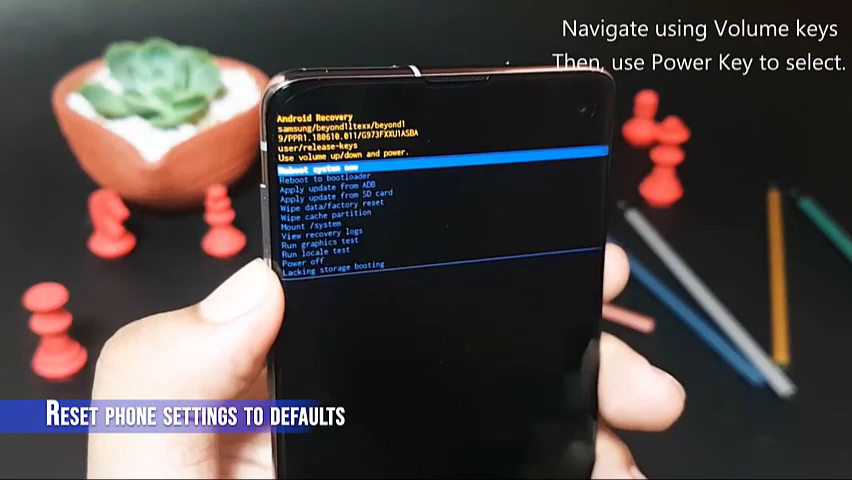 Navigate using Volume keys
Then, use Power Key to select.
Android Recovery
samsung/beyond1ltexx/beyond1
9/PPR1.180610.011/G973FXXU1ASBA
user/release-keys
Use volume up/down and power.
Reboot system now
Reboot to bootloader
Apply update from ADB
Apply update from SD card
Wipe data/factory reset
Wipe cache partition
Mount /system
View recovery logs
Run graphics test
Run locale test
Power off
Lacking storage booting
Reset phone settings to defaults